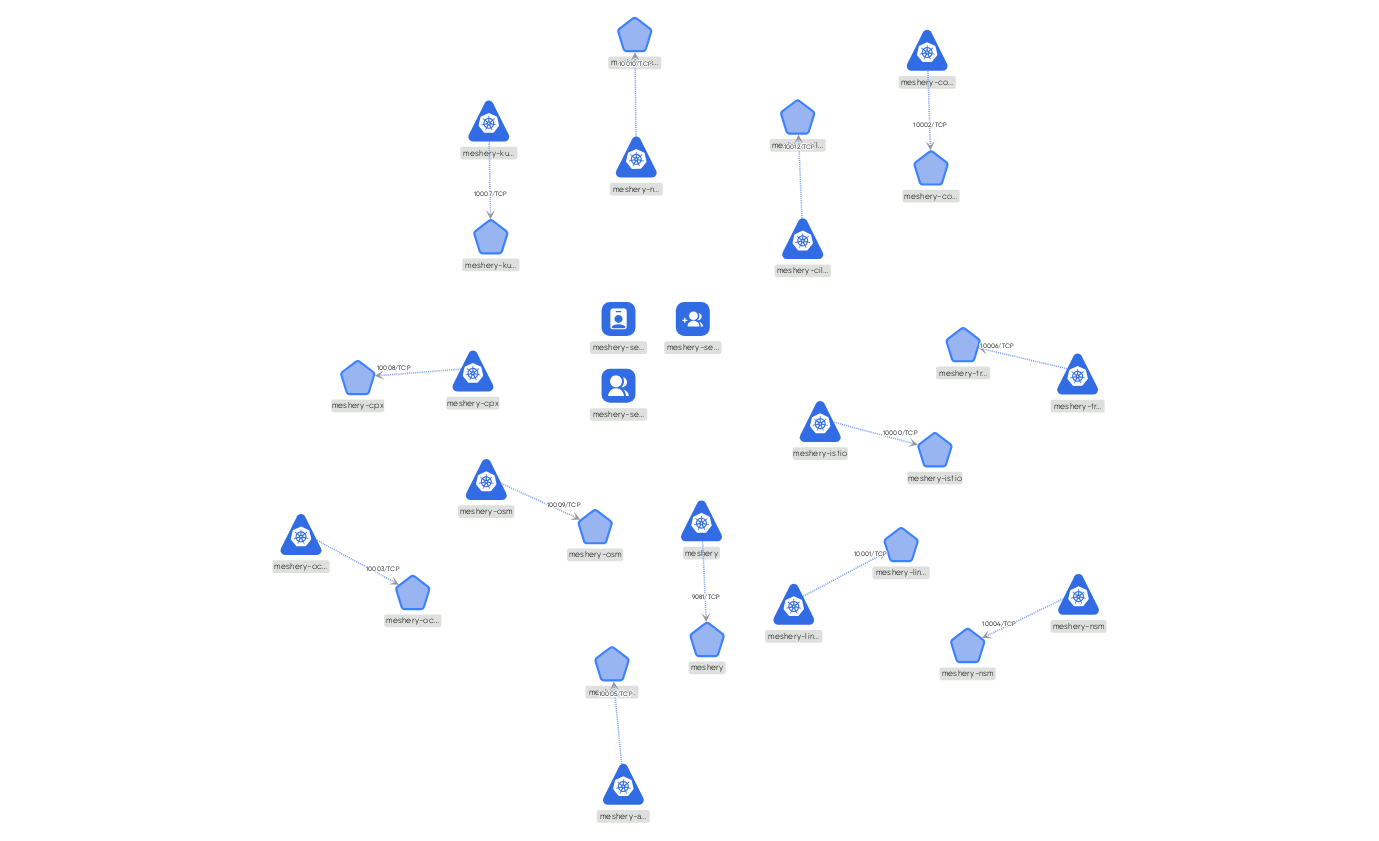 meshery-co...
10002/TCP
meshery-co...
meshery-ku...
10007/TCP
meshery-ku...
10010/TCP
meshery-n...
10012/TCP
meshery-cil...
meshery-se...
meshery-se...
meshery-se...
10008/TCP
meshery-cpx
meshery-cpx
10006/TCP
meshery-tr...
meshery-tr...
10000/TCP
meshery-istio
meshery-istio
meshery-osm
10009/TCP
meshery-osm
meshery-oc...
10003/TCP
meshery-oc...
meshery
9081/TCP
meshery
10001/TCP
meshery-lin...
meshery-lin...
10004/TCP
meshery-nsm
meshery-nsm
10005/TCP
meshery-a...